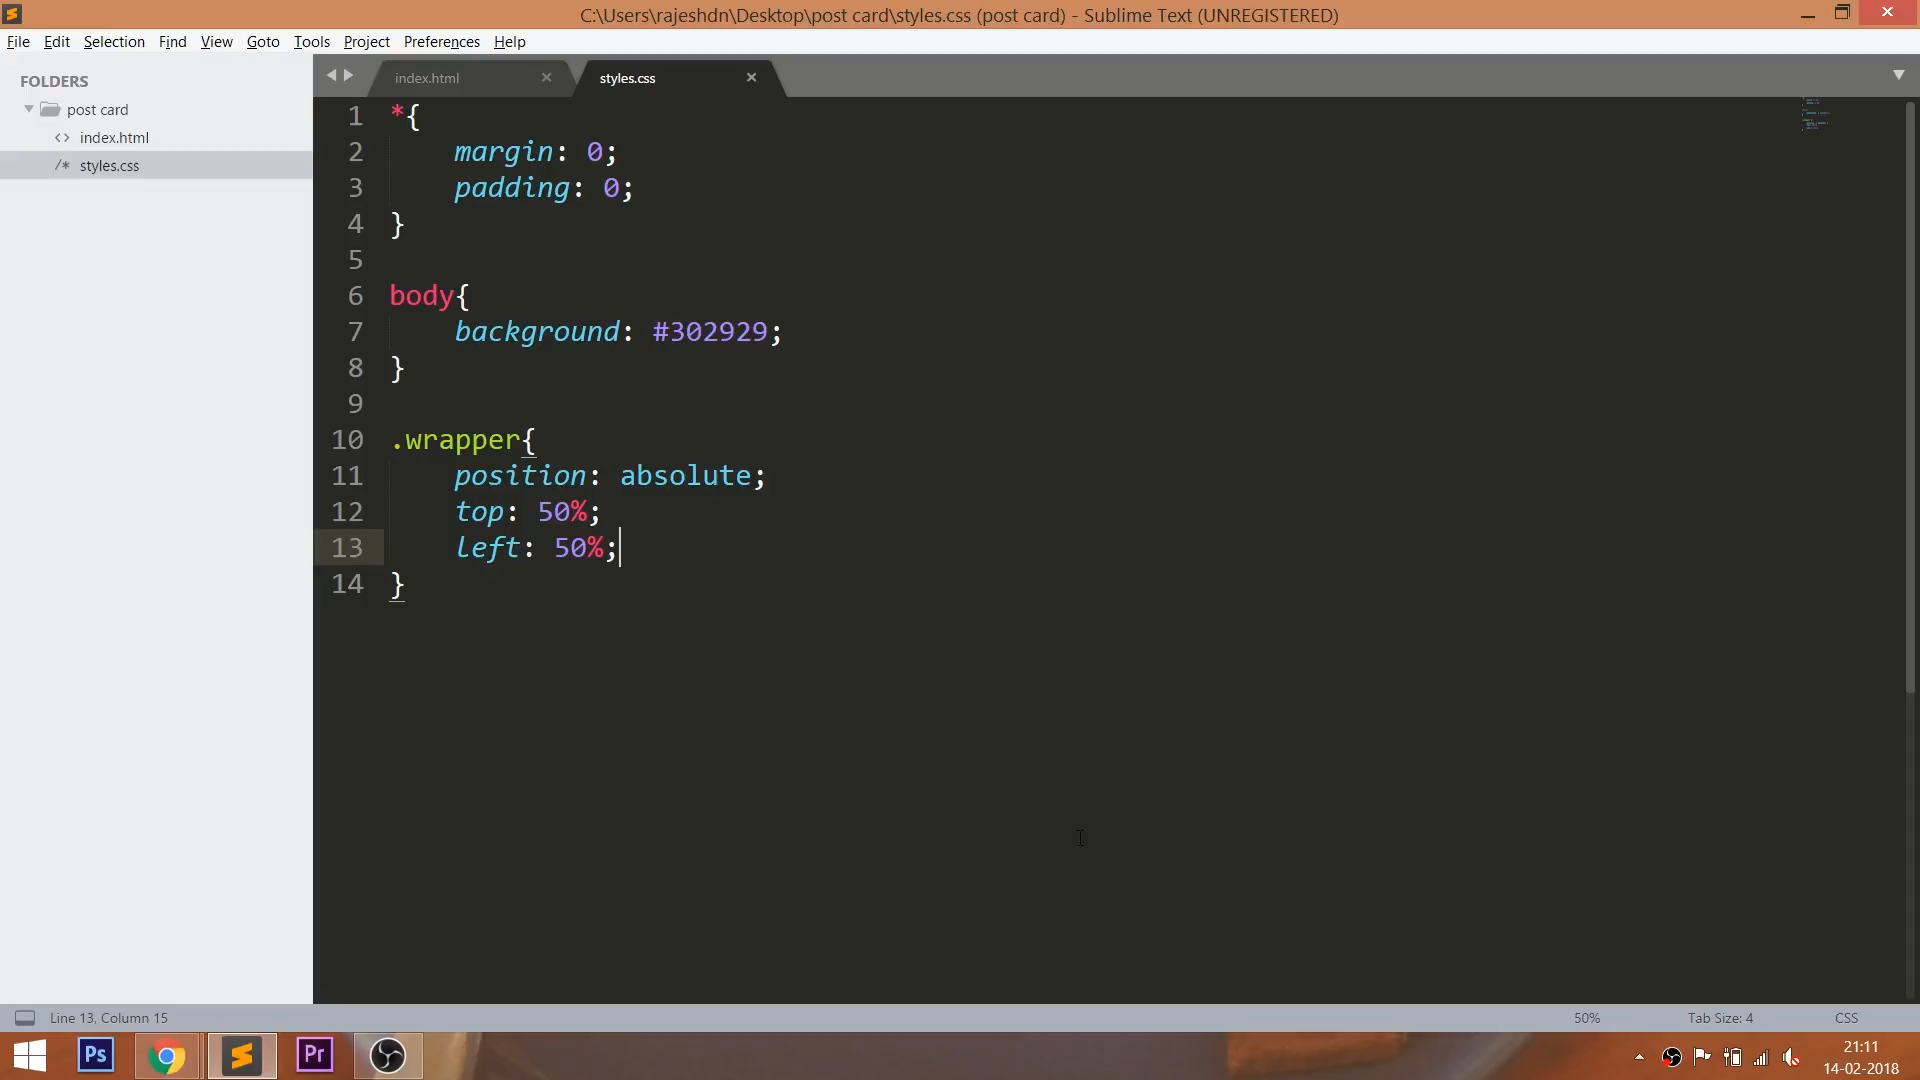 C:\Users\rajeshdn\Desktop\post card\styles.css (post card) - Sublime Text (UNREGISTERED)
File Edit Selection Find View Goto Tools Project Preferences Help
FOLDERS
post card
<> index.html
/* styles.css
index.html × styles.css ×
1 *{
2 margin: 0;
3 padding: 0;
4 }
5
6 body{
7 background: #302929;
8 }
9
10 .wrapper{
11 position: absolute;
12 top: 50%;
13 left: 50%;
14 }
Line 13, Column 15 50% Tab Size: 4 CSS
Ps Pr
21:11
14-02-2018